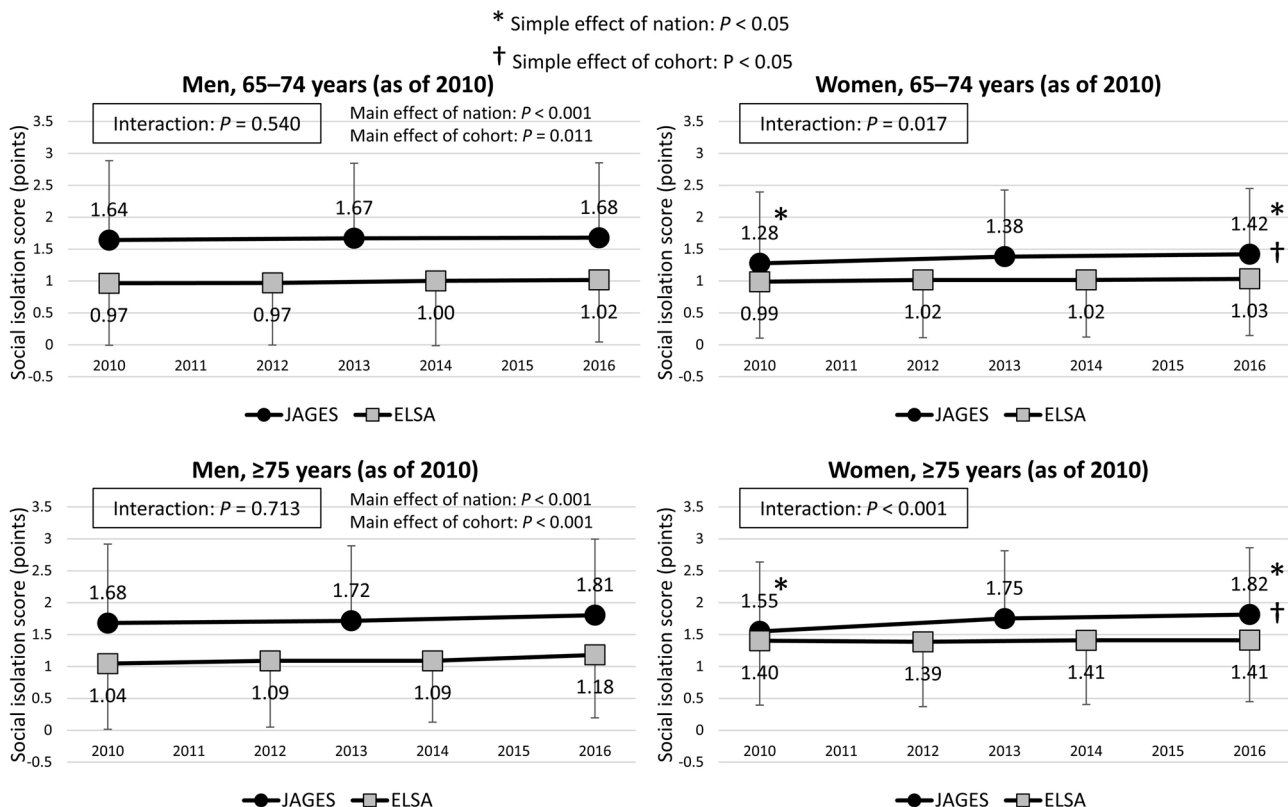 * Simple effect of nation: P < 0.05
† Simple effect of cohort: P < 0.05
Men, 65–74 years (as of 2010)
Interaction: P = 0.540
Main effect of nation: P < 0.001
Main effect of cohort: P = 0.011
Social isolation score (points)
3.5
3
2.5
2
1.5
1
0.5
0
-0.5
1.64
1.67
1.68
0.97
0.97
1.00
1.02
2010 2011 2012 2013 2014 2015 2016
JAGES ELSA
Women, 65–74 years (as of 2010)
Interaction: P = 0.017
Social isolation score (points)
3.5
3
2.5
2
1.5
1
0.5
0
-0.5
1.28 *
1.38
1.42 *
†
0.99
1.02
1.02
1.03
2010 2011 2012 2013 2014 2015 2016
JAGES ELSA
Men, ≥75 years (as of 2010)
Interaction: P = 0.713
Main effect of nation: P < 0.001
Main effect of cohort: P < 0.001
Social isolation score (points)
3.5
3
2.5
2
1.5
1
0.5
0
-0.5
1.68
1.72
1.81
1.04
1.09
1.09
1.18
2010 2011 2012 2013 2014 2015 2016
JAGES ELSA
Women, ≥75 years (as of 2010)
Interaction: P < 0.001
Social isolation score (points)
3.5
3
2.5
2
1.5
1
0.5
0
-0.5
1.55 *
1.75
1.82 *
†
1.40
1.39
1.41
1.41
2010 2011 2012 2013 2014 2015 2016
JAGES ELSA